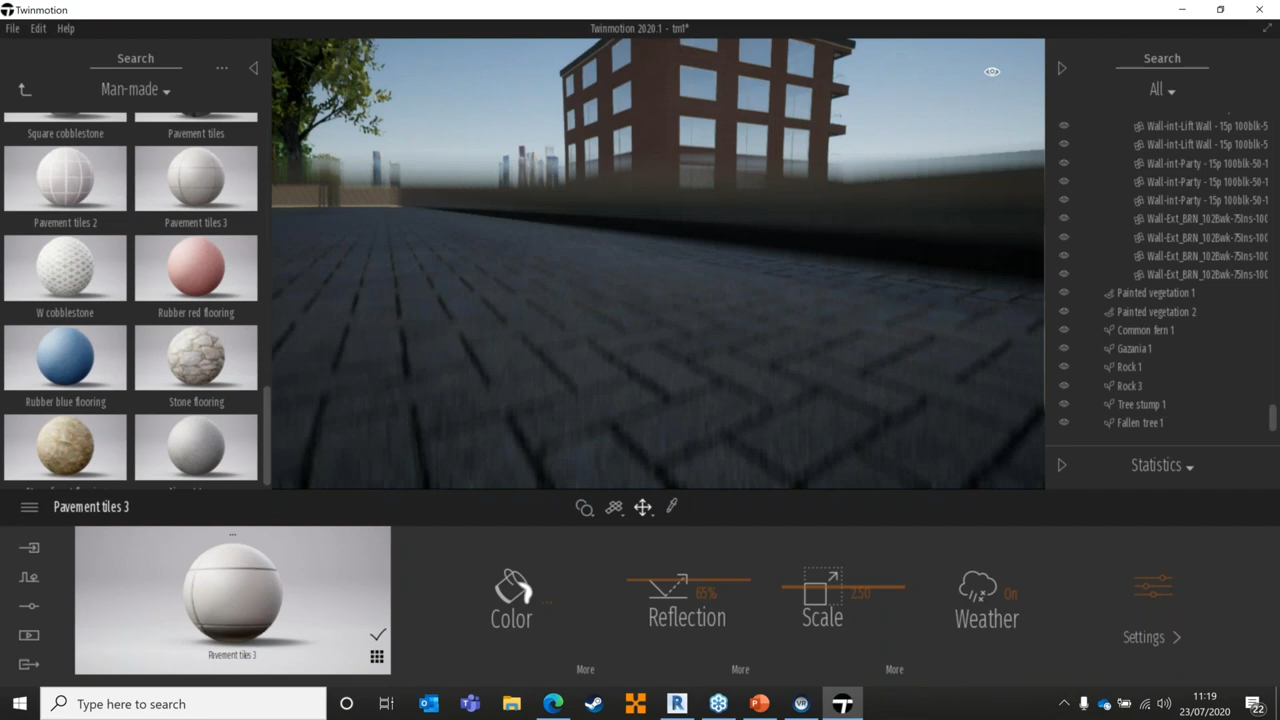 Twinmotion
File Edit Help
Twinmotion 2020.1 - tm1*
Search
...
Man-made
Square cobblestone
Pavement tiles
Pavement tiles 2
Pavement tiles 3
W cobblestone
Rubber red flooring
Rubber blue flooring
Stone flooring
Search
All
Wall-int-Lift Wall - 15p 100blk-5
Wall-int-Lift Wall - 15p 100blk-5
Wall-int-Party - 15p 100blk-50-1
Wall-int-Party - 15p 100blk-50-1
Wall-int-Party - 15p 100blk-50-1
Wall-Ext_BRN_102Bwk-75Ins-10C
Wall-Ext_BRN_102Bwk-75Ins-10C
Wall-Ext_BRN_102Bwk-75Ins-10C
Wall-Ext_BRN_102Bwk-75Ins-10C
Painted vegetation 1
Painted vegetation 2
Common fern 1
Gazania 1
Rock 1
Rock 3
Tree stump 1
Fallen tree 1
Statistics
Pavement tiles 3
...
Pavement tiles 3
Color
...
More
65%
Reflection
More
2.50
Scale
More
On
Weather
Settings
Type here to search
11:19
23/07/2020
22